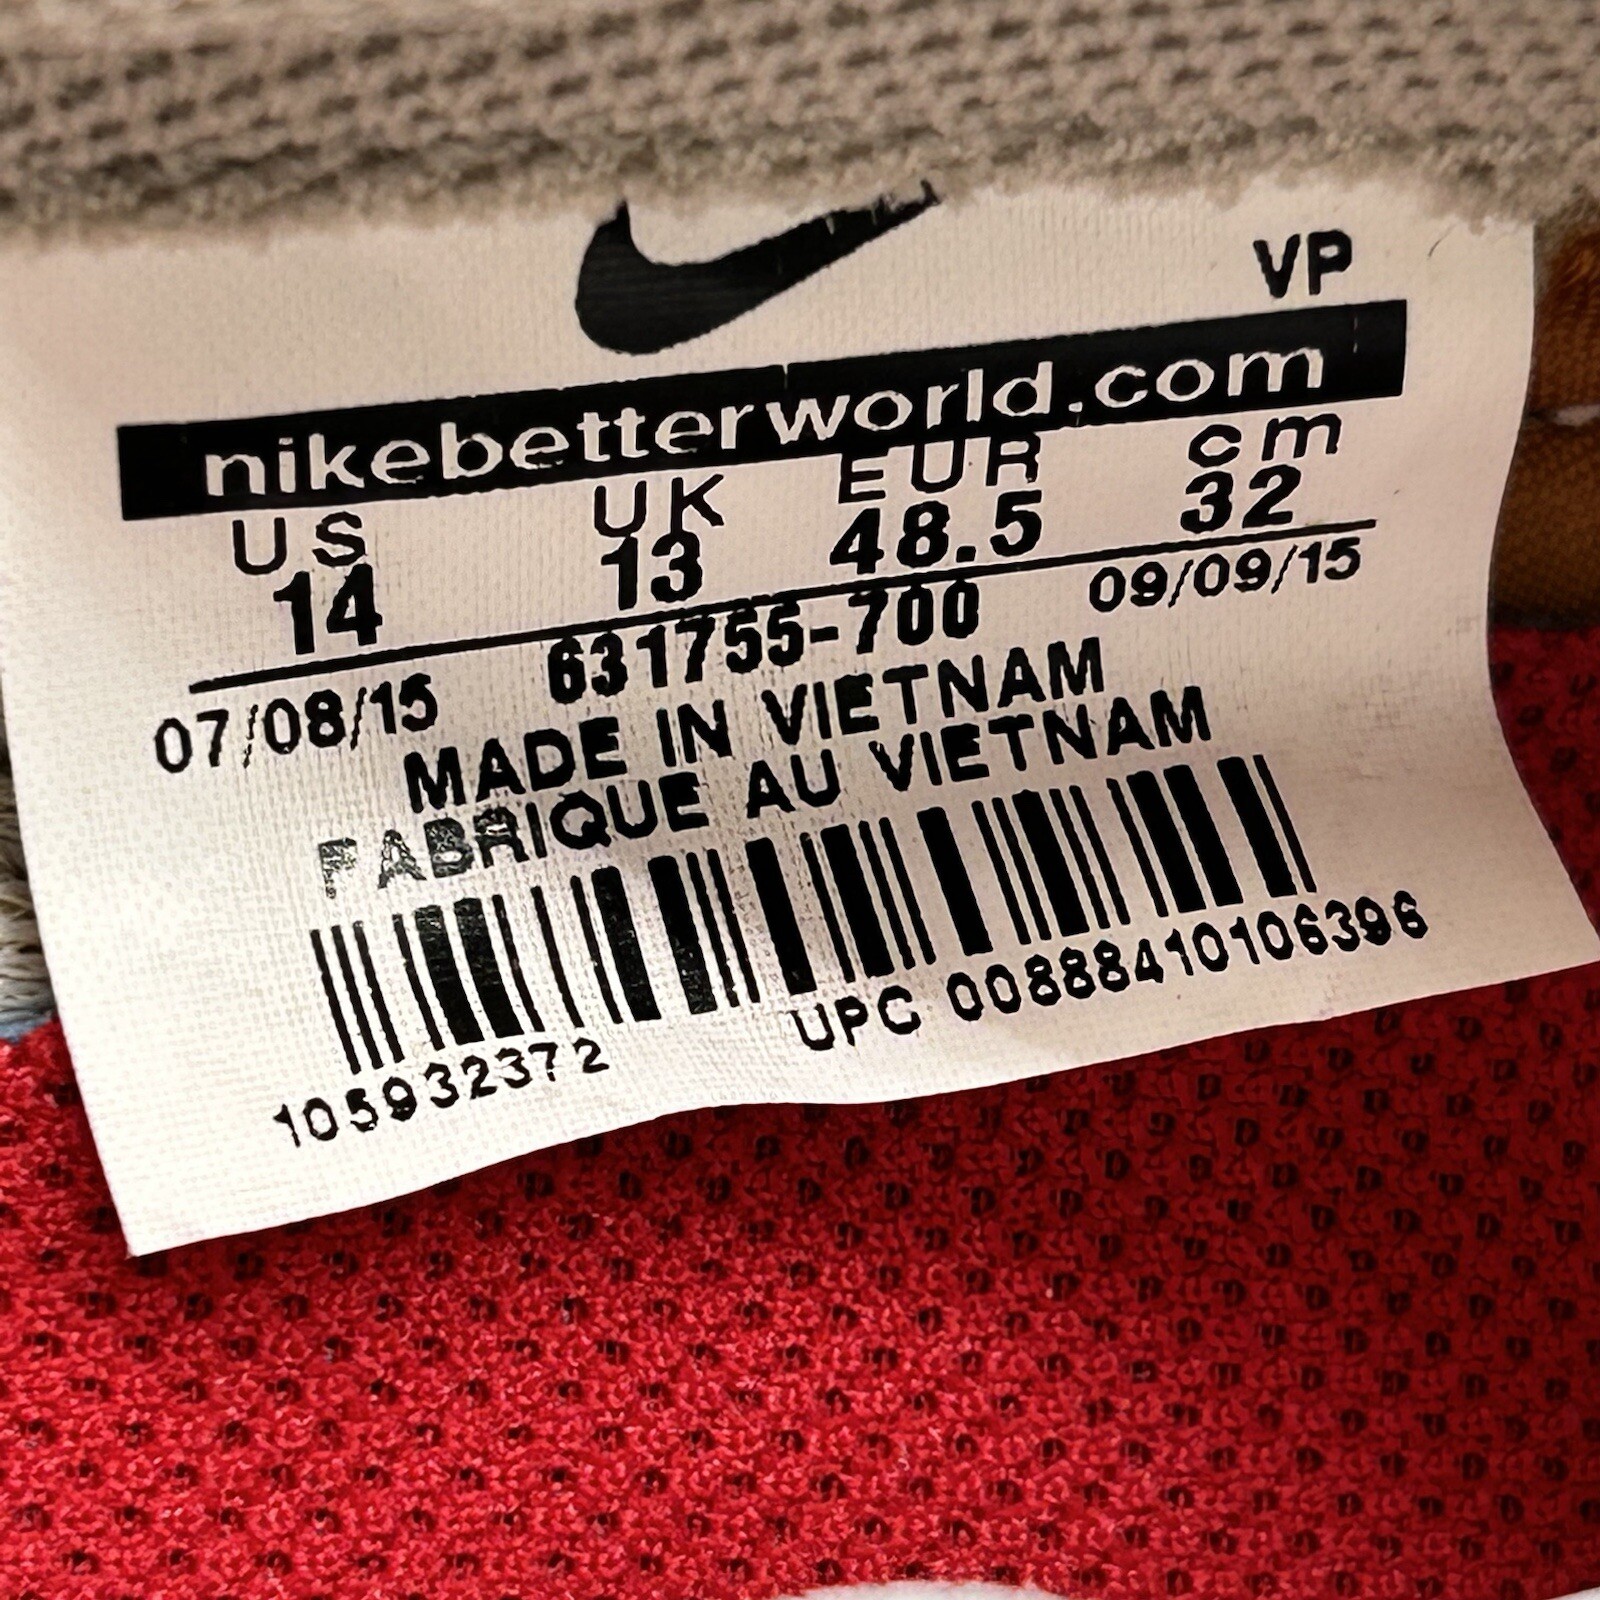 VP
nikebetterworld.com
US UK EUR cm
14 13 48.5 32
07/08/15 631755-700 09/09/15
MADE IN VIETNAM
FABRIQUE AU VIETNAM
105932372 UPC 00888410106396